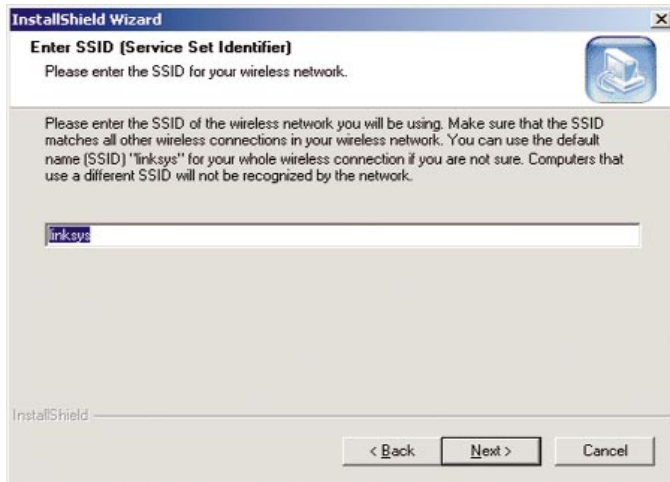 InstallShield Wizard
Enter SSID (Service Set Identifier)
Please enter the SSID for your wireless network.
Please enter the SSID of the wireless network you will be using. Make sure that the SSID
matches all other wireless connections in your wireless network. You can use the default
name (SSID) "linksys" for your whole wireless connection if you are not sure. Computers that
use a different SSID will not be recognized by the network.
linksys
InstallShield
< Back Next > Cancel